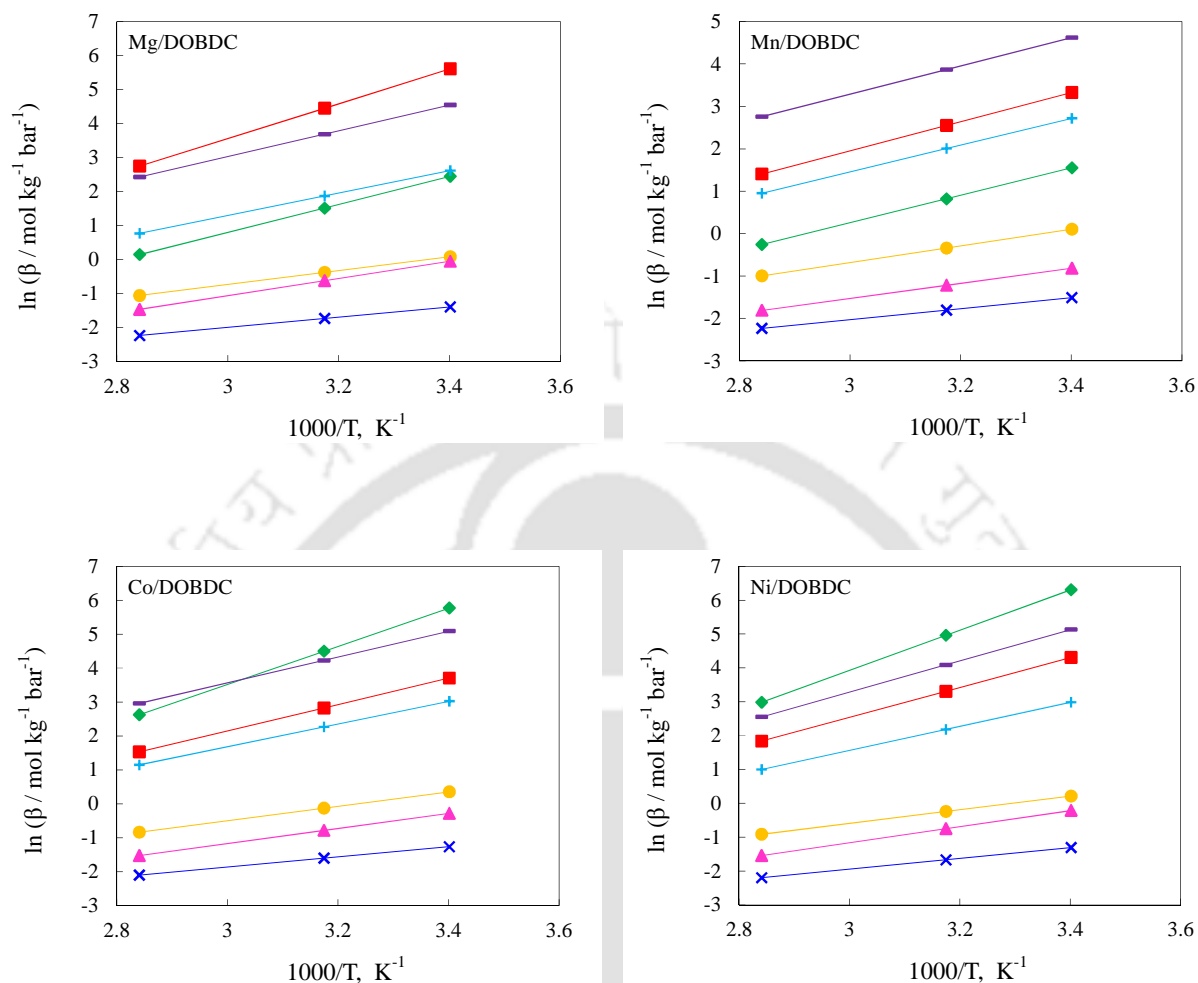 Mg/DOBDC
7
6
5
4
3
2
1
0
-1
-2
-3
2.8 3 3.2 3.4 3.6
ln (β / mol kg⁻¹ bar⁻¹)
1000/T, K⁻¹
Mn/DOBDC
5
4
3
2
1
0
-1
-2
-3
2.8 3 3.2 3.4 3.6
ln (β / mol kg⁻¹ bar⁻¹)
1000/T, K⁻¹
Co/DOBDC
7
6
5
4
3
2
1
0
-1
-2
-3
2.8 3 3.2 3.4 3.6
ln (β / mol kg⁻¹ bar⁻¹)
1000/T, K⁻¹
Ni/DOBDC
7
6
5
4
3
2
1
0
-1
-2
-3
2.8 3 3.2 3.4 3.6
ln (β / mol kg⁻¹ bar⁻¹)
1000/T, K⁻¹